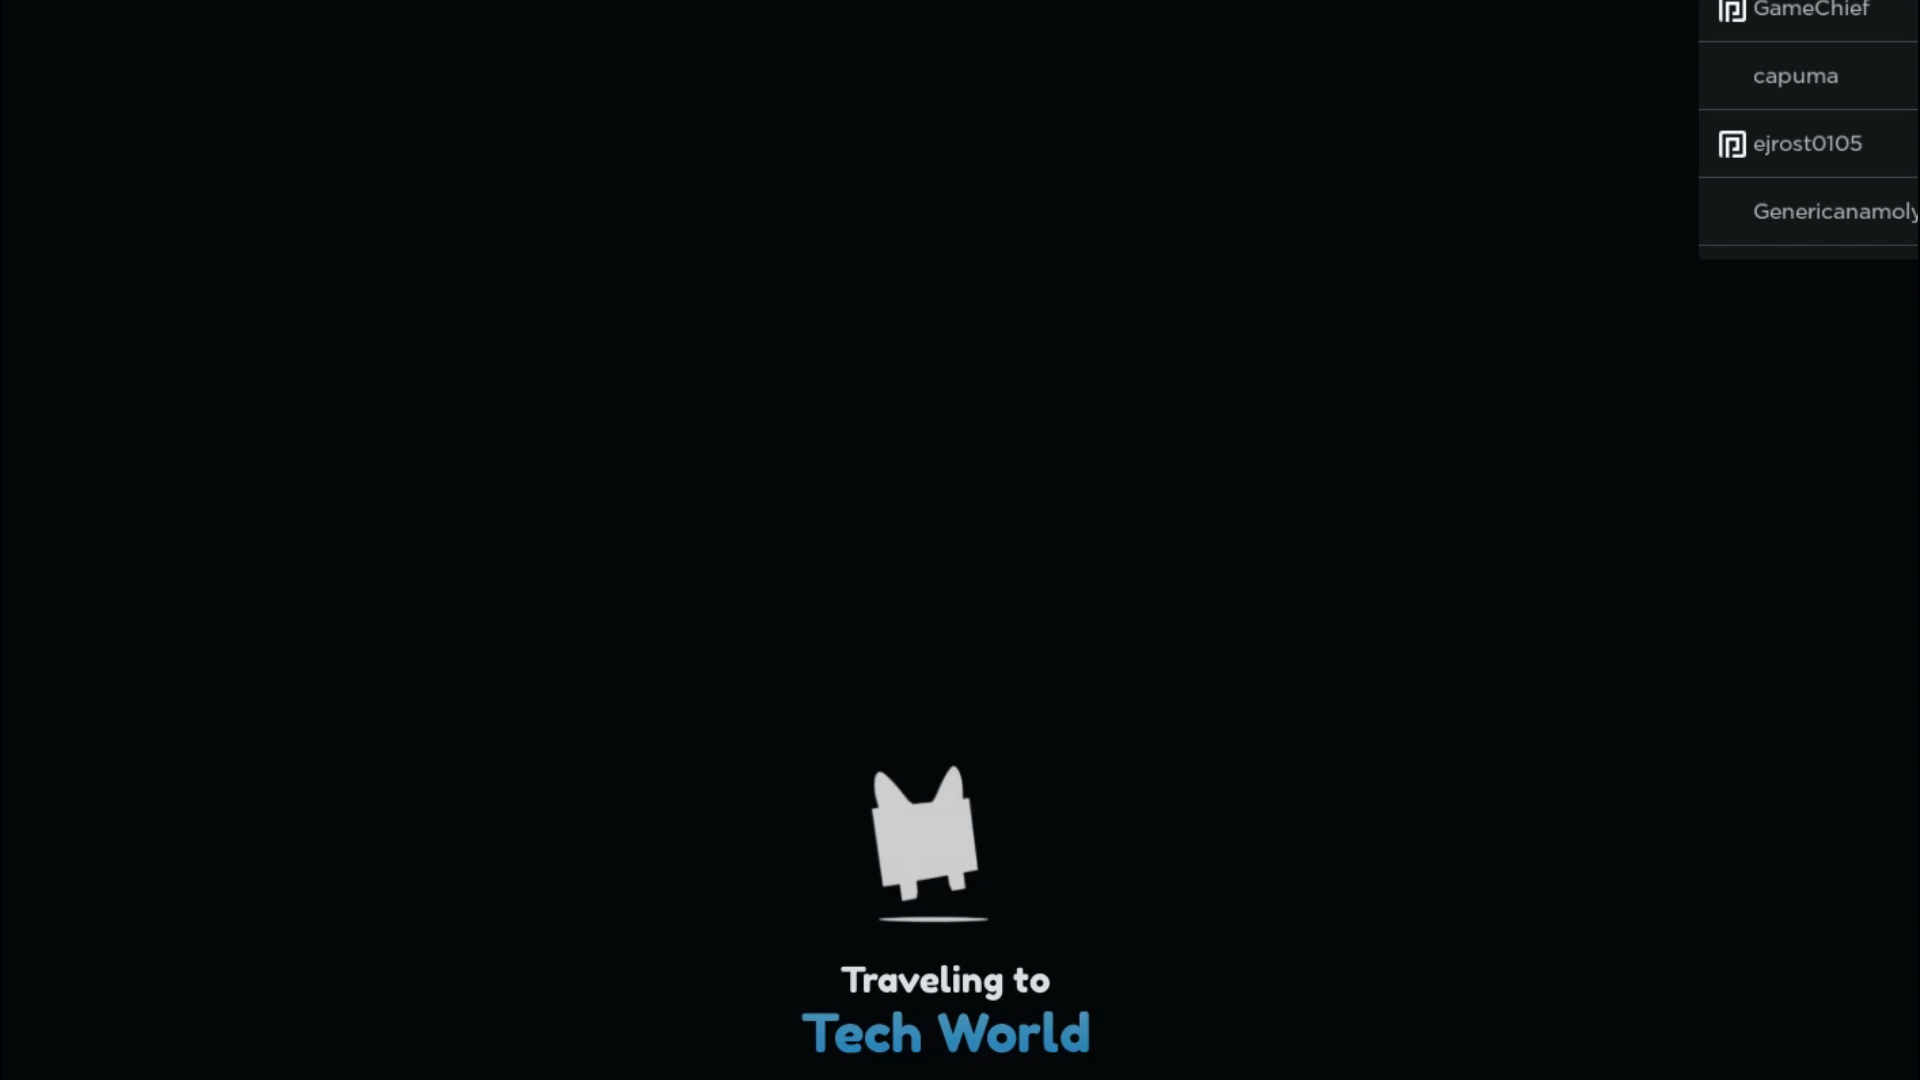 GameChief
capuma
ejrost0105
Genericanamoly
Traveling to
Tech World